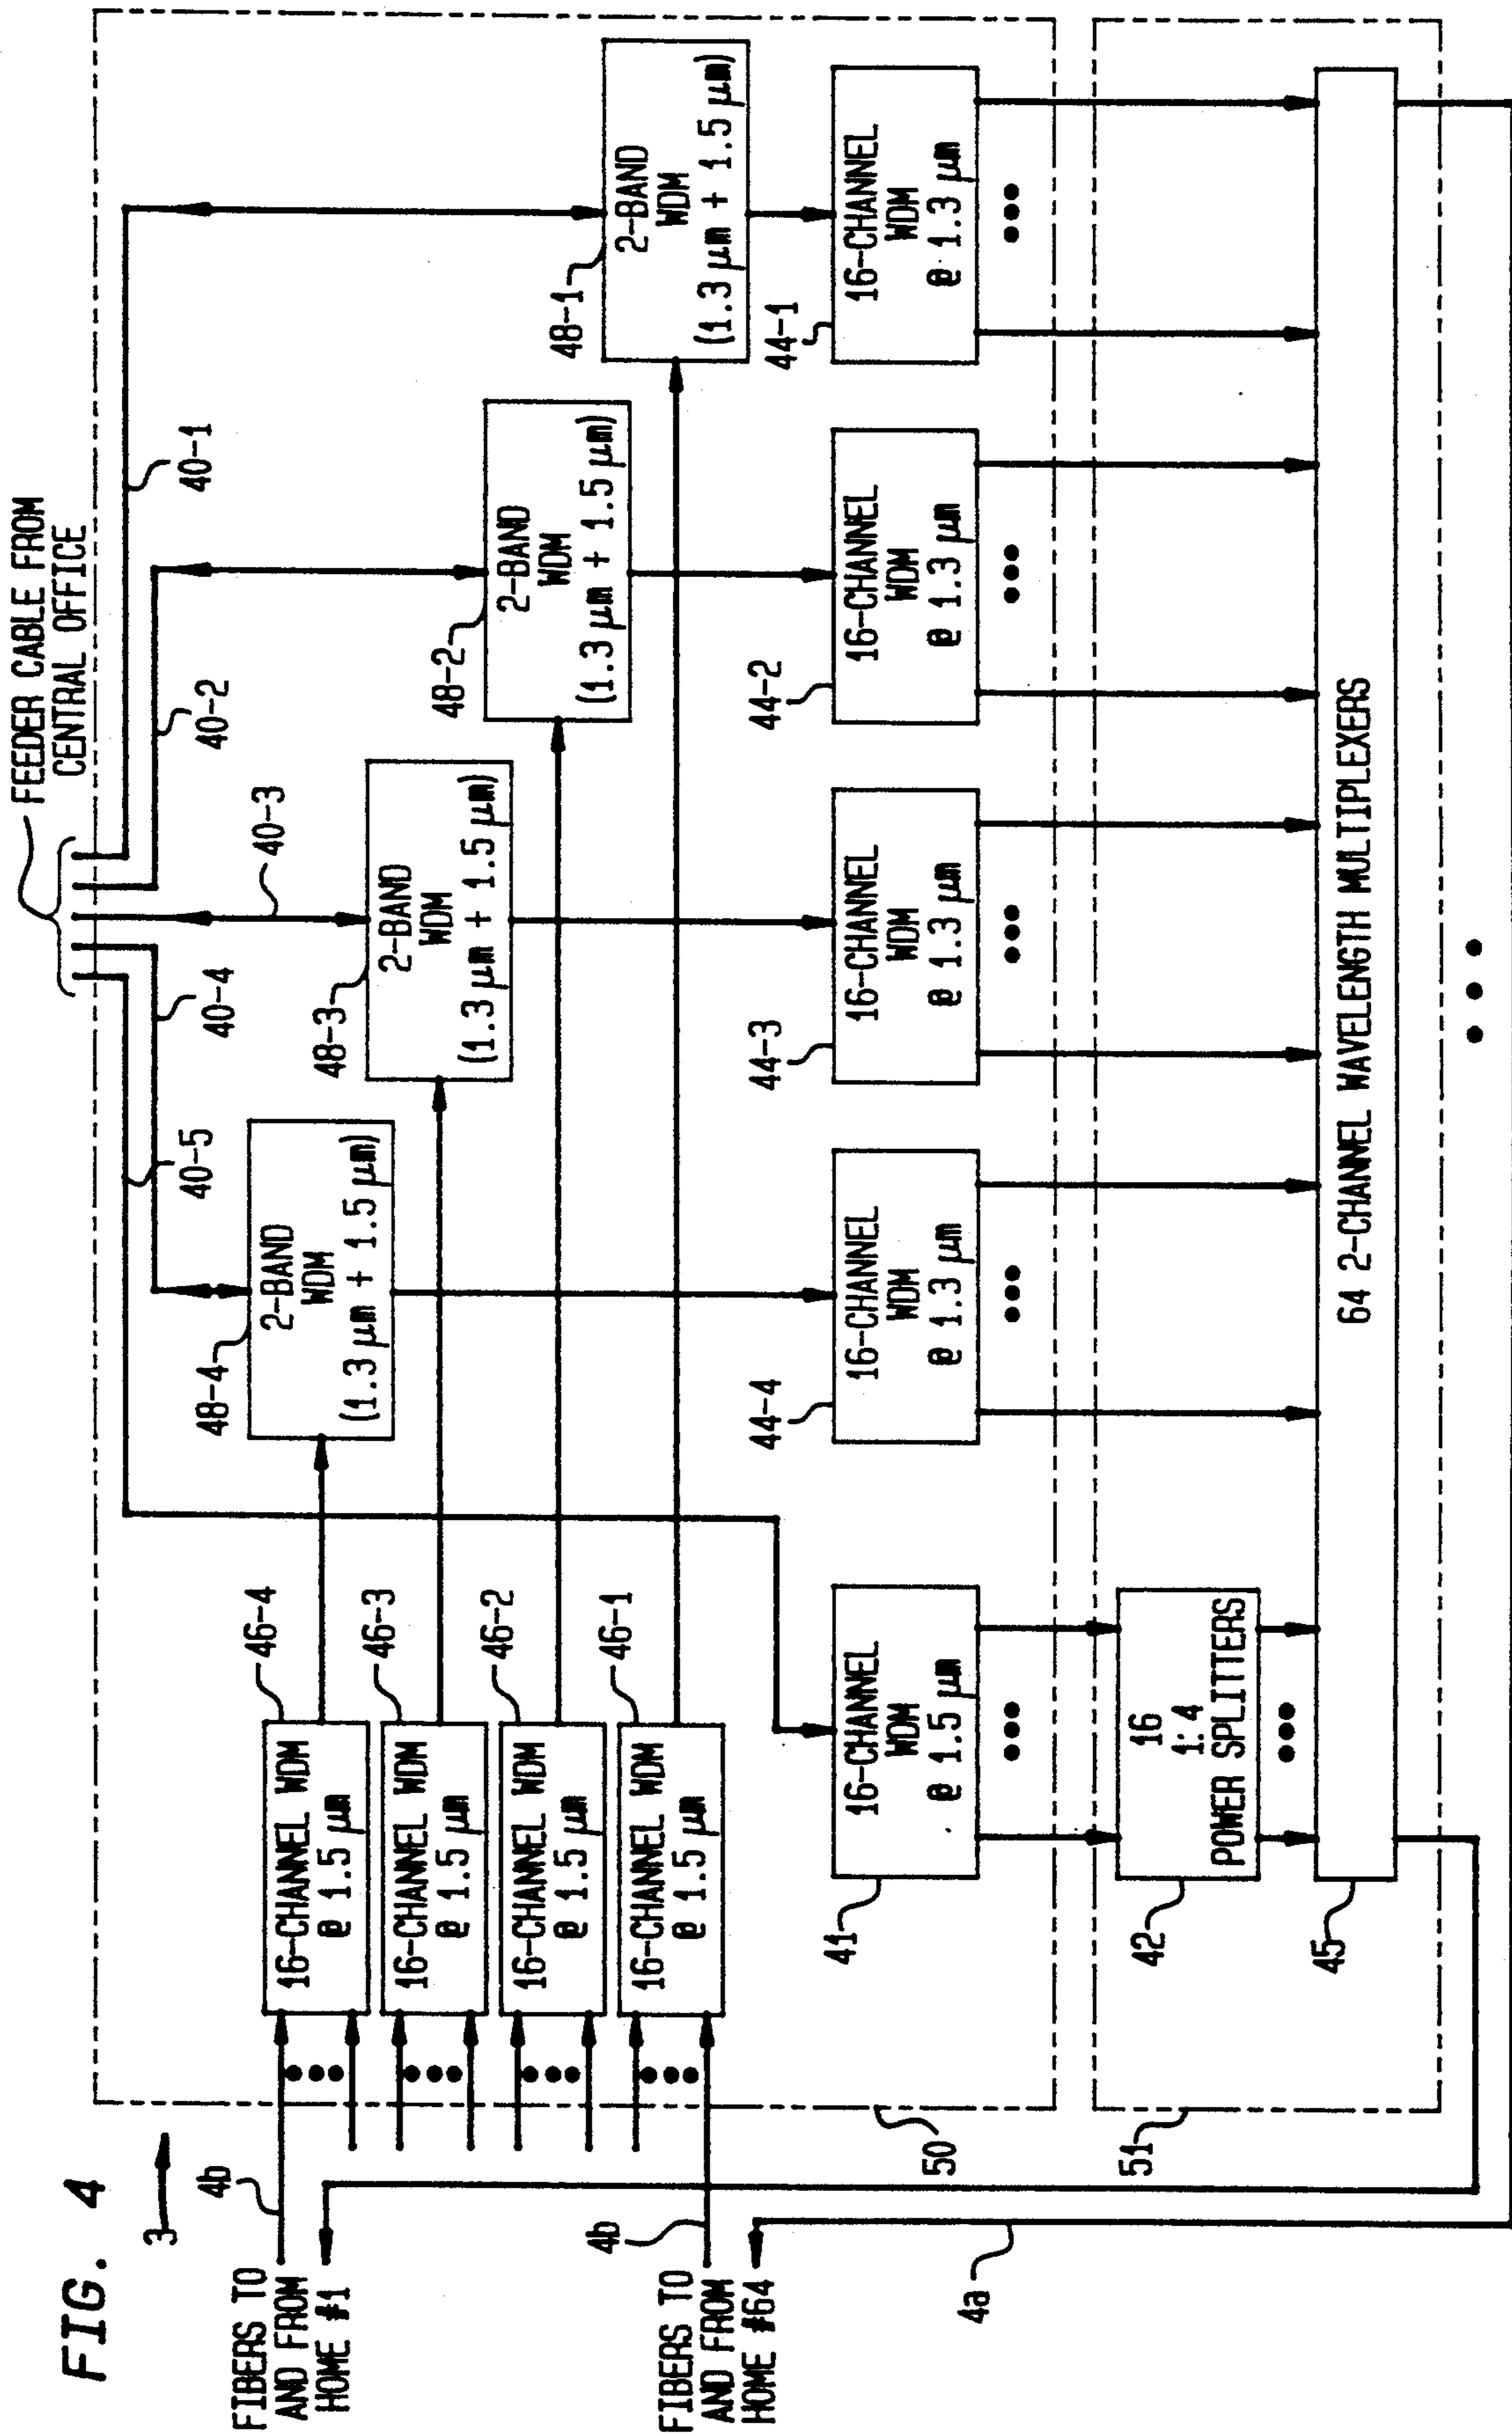 FIG. 4
3
FEEDER CABLE FROM
CENTRAL OFFICE
40-5
40-4
40-3
40-2
40-1
FIBERS TO
AND FROM
HOME #1
4b
16-CHANNEL WDM
@ 1.5 µm
46-4
16-CHANNEL WDM
@ 1.5 µm
46-3
16-CHANNEL WDM
@ 1.5 µm
46-2
16-CHANNEL WDM
@ 1.5 µm
46-1
FIBERS TO
AND FROM
HOME #64
4b
4a
48-4
2-BAND
WDM
(1.3 µm + 1.5 µm)
48-3
2-BAND
WDM
(1.3 µm + 1.5 µm)
48-2
2-BAND
WDM
(1.3 µm + 1.5 µm)
48-1
2-BAND
WDM
(1.3 µm + 1.5 µm)
41
16-CHANNEL
WDM
@ 1.5 µm
44-4
16-CHANNEL
WDM
@ 1.3 µm
44-3
16-CHANNEL
WDM
@ 1.3 µm
44-2
16-CHANNEL
WDM
@ 1.3 µm
44-1
16-CHANNEL
WDM
@ 1.3 µm
50
51
42
16
1:4
POWER SPLITTERS
45
64 2-CHANNEL WAVELENGTH MULTIPLEXERS